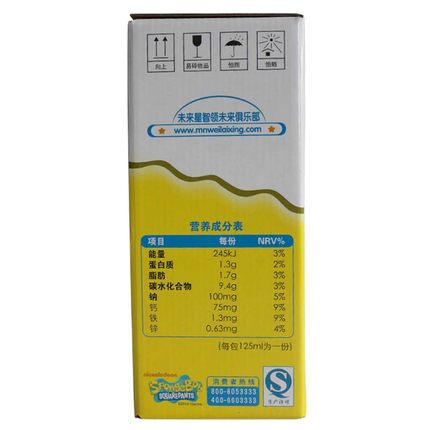 向上 易碎物品 怕雨 怕晒
未来星智领未来俱乐部
www.mnweilaixing.com
营养成分表
项目 每份 NRV%
能量 245kJ 3%
蛋白质 1.3g 2%
脂肪 1.7g 3%
碳水化合物 9.4g 3%
钠 100mg 5%
钙 75mg 9%
铁 1.3mg 9%
锌 0.63mg 4%
(每包125ml为一份)
nickelodeon
SpongeBob
SQUAREPANTS
消费者热线
800-8053333
400-6603333
QS
生产许可